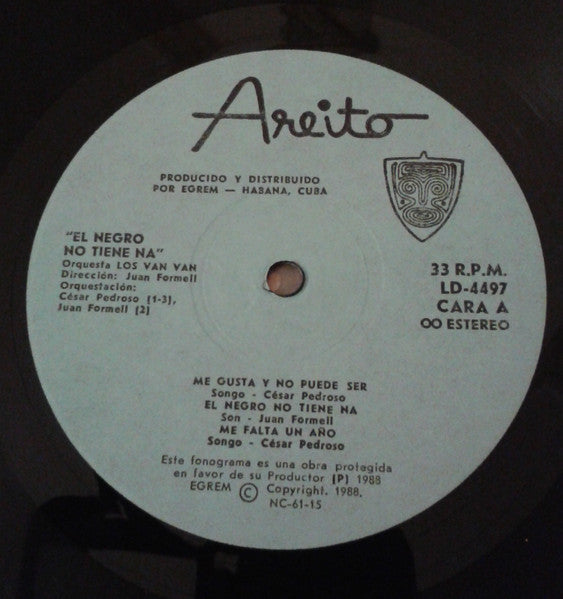 Areito
PRODUCIDO Y DISTRIBUIDO
POR EGREM — HABANA, CUBA
"EL NEGRO
NO TIENE NA"
Orquesta LOS VAN VAN
Dirección: Juan Formell
Orquestación:
César Pedroso (1-3),
Juan Formell (2)
33 R.P.M.
LD-4497
CARA A
OO ESTEREO
ME GUSTA Y NO PUEDE SER
Songo - César Pedroso
EL NEGRO NO TIENE NA
Son - Juan Formell
ME FALTA UN AÑO
Songo - César Pedroso
Este fonograma es una obra protegida
en favor de su Productor (P) 1988
EGREM © Copyright. 1988.
NC-61-15